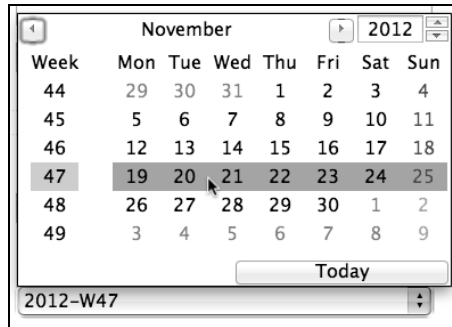 November 2012
Week Mon Tue Wed Thu Fri Sat Sun
44 29 30 31 1 2 3 4
45 5 6 7 8 9 10 11
46 12 13 14 15 16 17 18
47 19 20 21 22 23 24 25
48 26 27 28 29 30 1 2
49 3 4 5 6 7 8 9
Today
2012-W47